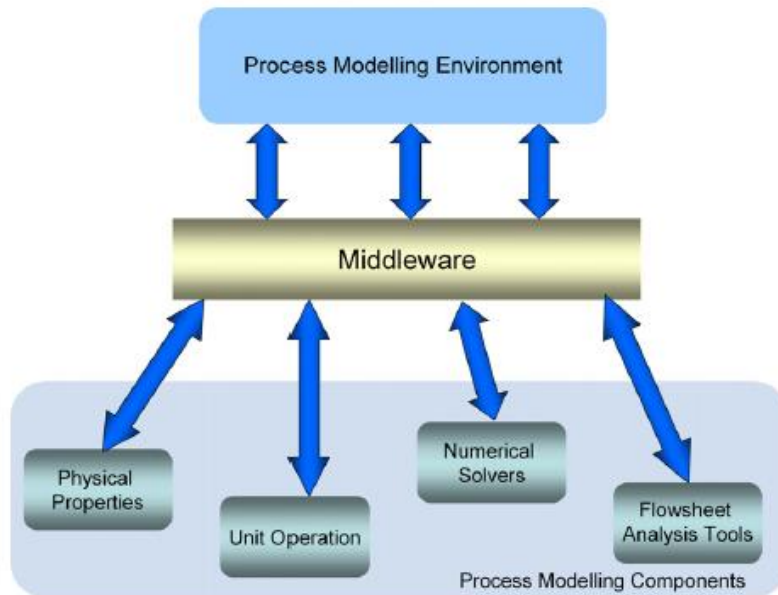 Process Modelling Environment
Middleware
Physical
Properties
Unit Operation
Numerical
Solvers
Flowsheet
Analysis Tools
Process Modelling Components